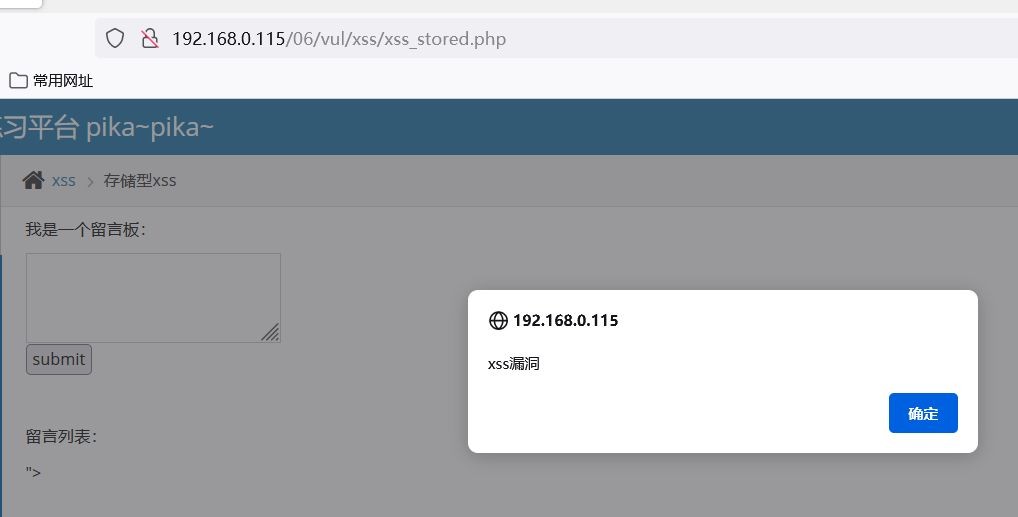 192.168.0.115/06/vul/xss/xss_stored.php
常用网址
习平台 pika~pika~
xss > 存储型xss
我是一个留言板：
submit
192.168.0.115
xss漏洞
确定
留言列表：
">